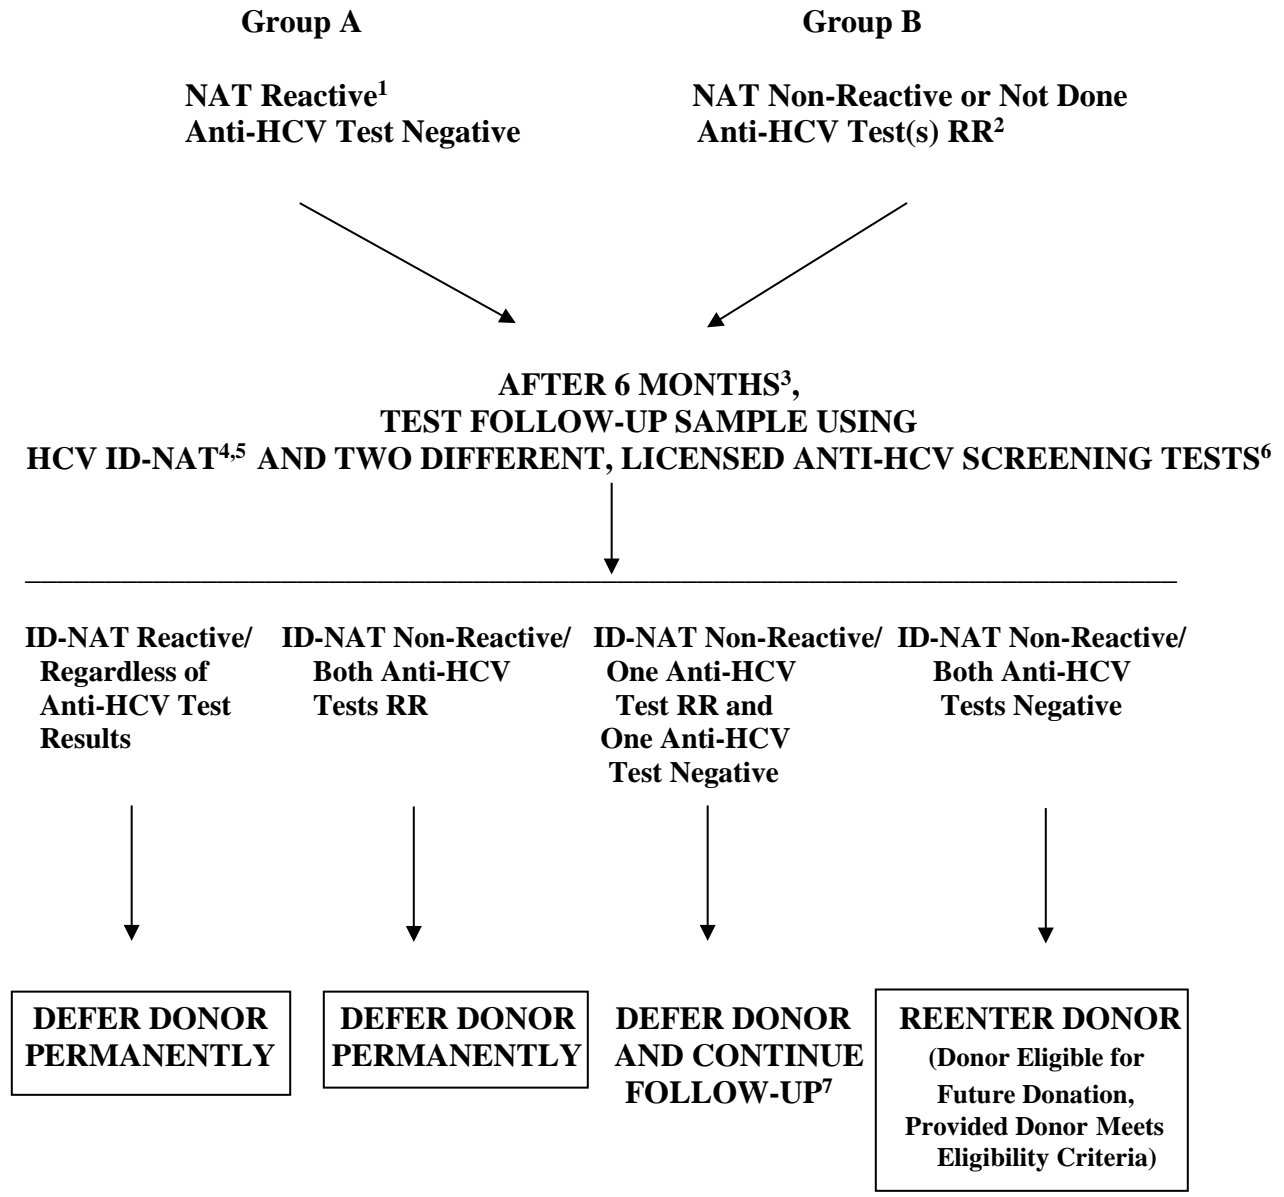 Group A
Group B
NAT Reactive1
Anti-HCV Test Negative
NAT Non-Reactive or Not Done
Anti-HCV Test(s) RR2
AFTER 6 MONTHS3,
TEST FOLLOW-UP SAMPLE USING
HCV ID-NAT4,5 AND TWO DIFFERENT, LICENSED ANTI-HCV SCREENING TESTS6
ID-NAT Reactive/
Regardless of
Anti-HCV Test
Results
ID-NAT Non-Reactive/
Both Anti-HCV
Tests RR
ID-NAT Non-Reactive/
One Anti-HCV
Test RR and
One Anti-HCV
Test Negative
ID-NAT Non-Reactive/
Both Anti-HCV
Tests Negative
DEFER DONOR
PERMANENTLY
DEFER DONOR
PERMANENTLY
DEFER DONOR
AND CONTINUE
FOLLOW-UP7
REENTER DONOR
(Donor Eligible for
Future Donation,
Provided Donor Meets
Eligibility Criteria)